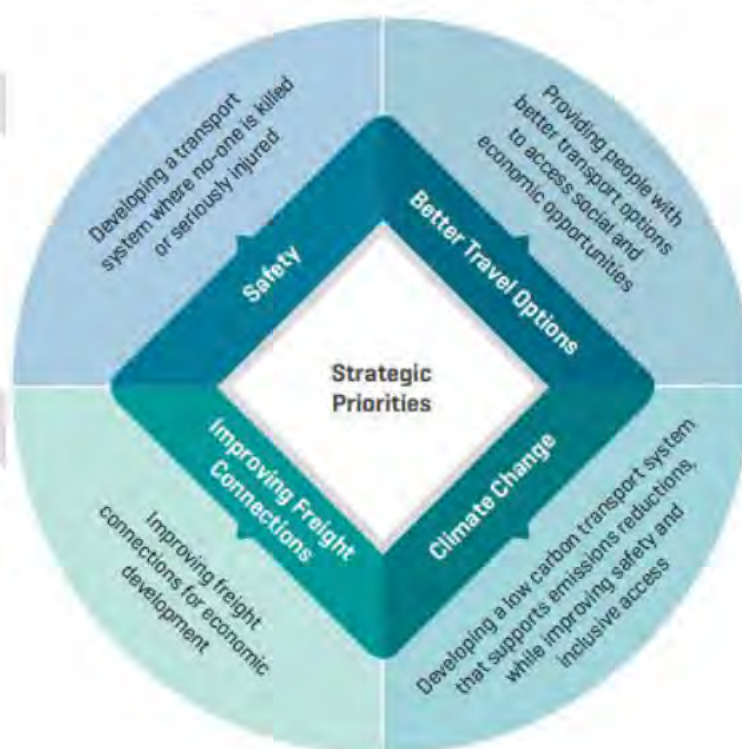 Developing a transport
system where no-one is killed
or seriously injured
Safety
Providing people with
better transport options
to access social and
economic opportunities
Better Travel Options
Strategic
Priorities
Improving Freight
Connections
Improving freight
connections for economic
development
Climate Change
Developing a low carbon transport system
that supports emissions reductions,
while improving safety and
inclusive access